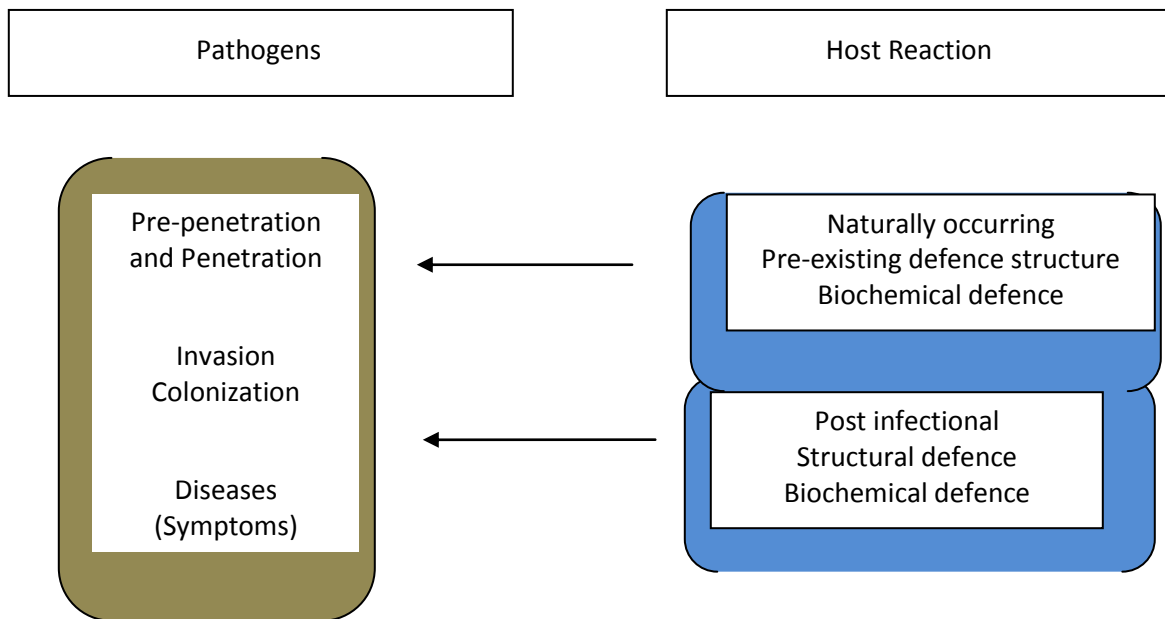 Pathogens
Host Reaction
Pre-penetration
and Penetration
Invasion
Colonization
Diseases
(Symptoms)
Naturally occurring
Pre-existing defence structure
Biochemical defence
Post infectional
Structural defence
Biochemical defence